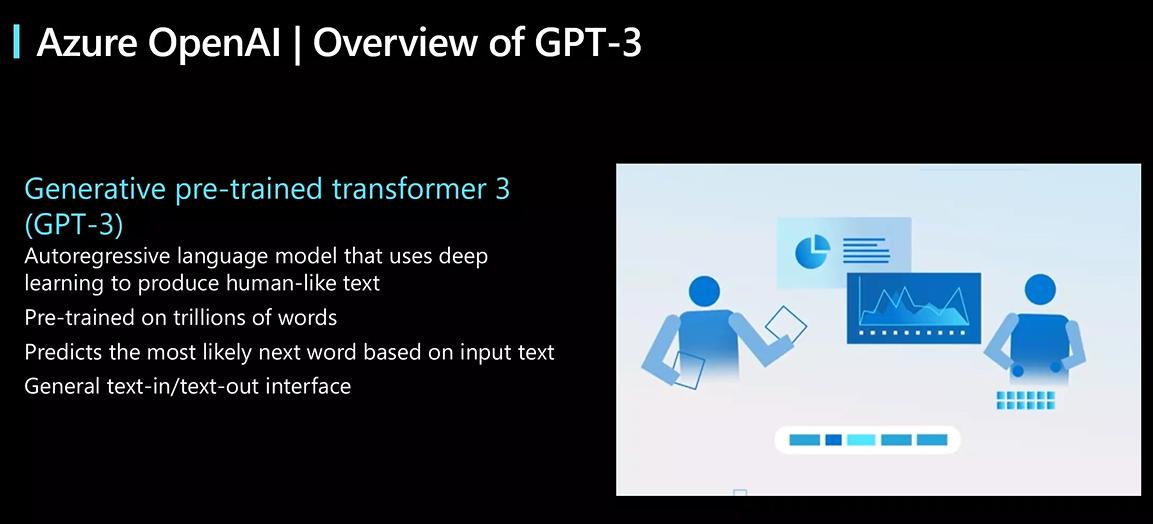 Azure OpenAI | Overview of GPT-3
Generative pre-trained transformer 3
(GPT-3)
Autoregressive language model that uses deep
learning to produce human-like text
Pre-trained on trillions of words
Predicts the most likely next word based on input text
General text-in/text-out interface